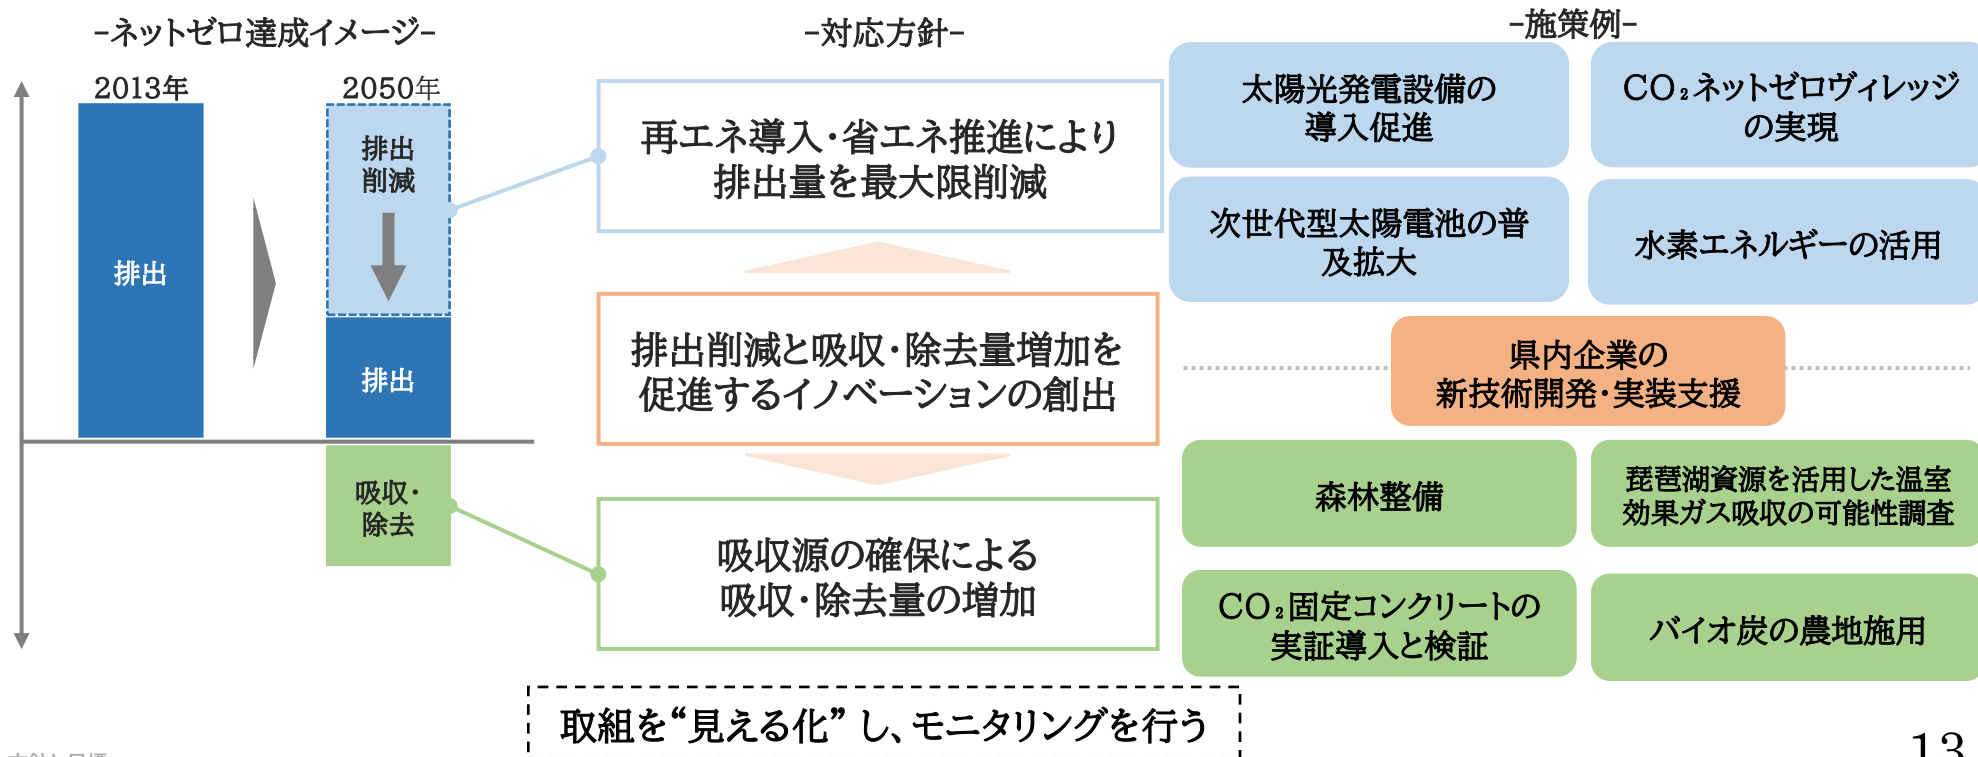 -ネットゼロ達成イメージ-
2013年
2050年
排出
排出
削減
排出
吸収・
除去
-対応方針-
再エネ導入・省エネ推進により
排出量を最大限削減
排出削減と吸収・除去量増加を
促進するイノベーションの創出
吸収源の確保による
吸収・除去量の増加
-施策例-
太陽光発電設備の
導入促進
CO₂ネットゼロヴィレッジ
の実現
次世代型太陽電池の普
及拡大
水素エネルギーの活用
県内企業の
新技術開発・実装支援
森林整備
琵琶湖資源を活用した温室
効果ガス吸収の可能性調査
CO₂固定コンクリートの
実証導入と検証
バイオ炭の農地施用
取組を“見える化”し、モニタリングを行う
13